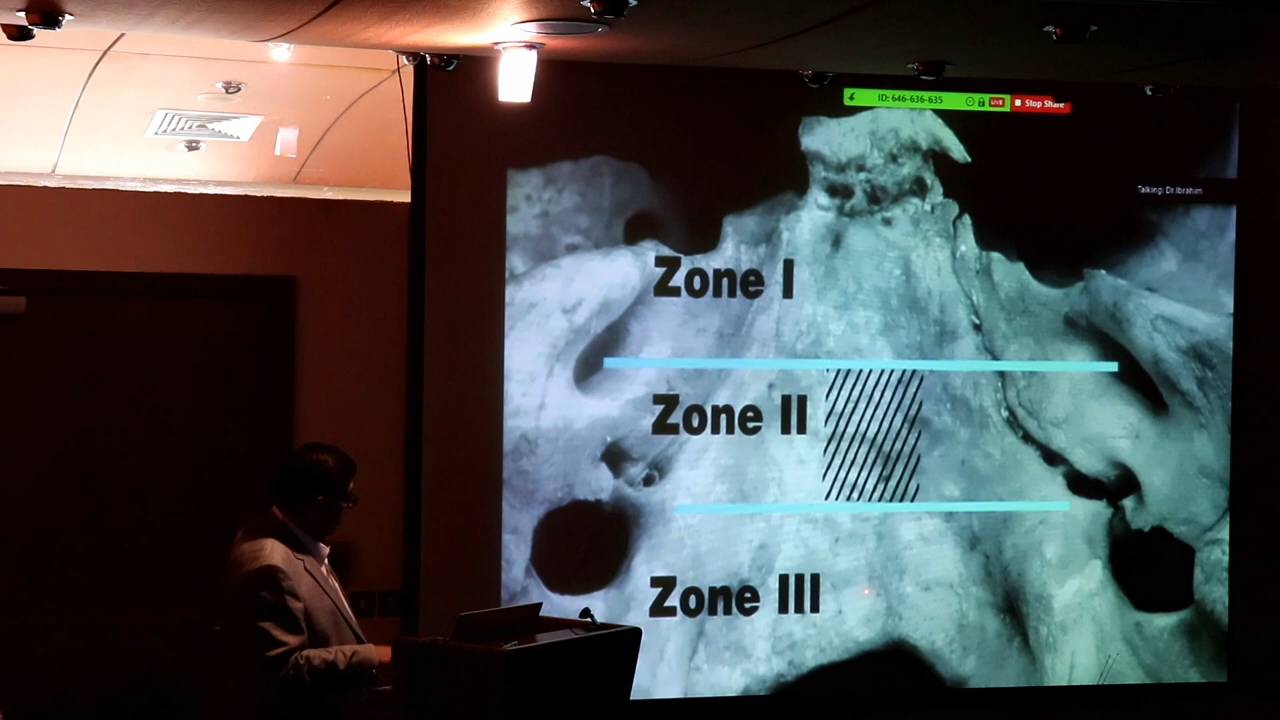 ID: 646-636-635
LIVE
Stop Share
Talking: Dr.Ibrahim
Zone I
Zone II
Zone III